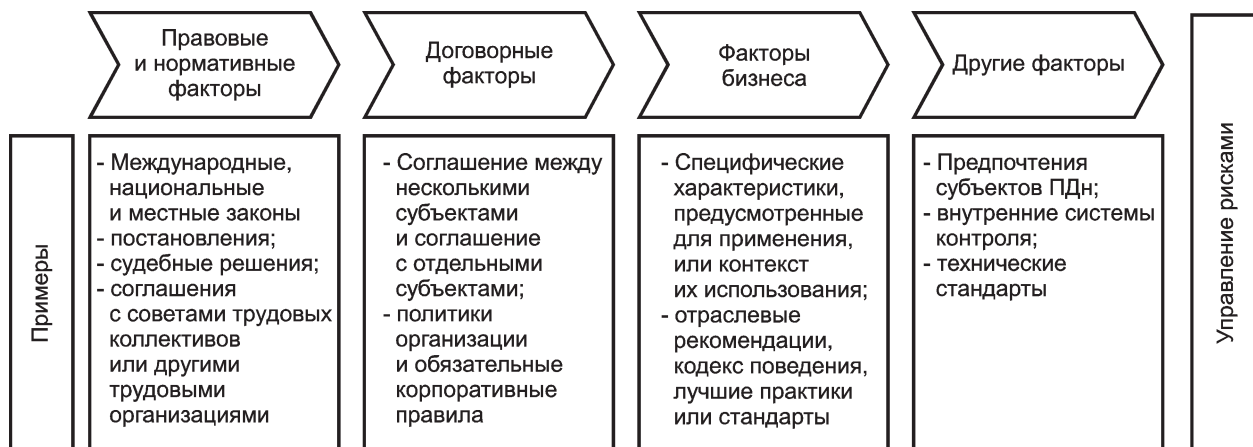 Правовые
и нормативные
факторы
Договорные
факторы
Факторы
бизнеса
Другие факторы
Примеры
- Международные,
национальные
и местные законы
- постановления;
- судебные решения;
- соглашения
с советами трудовых
коллективов
или другими
трудовыми
организациями
- Соглашение между
несколькими
субъектами
и соглашение
с отдельными
субъектами;
- политики
организации
и обязательные
корпоративные
правила
- Специфические
характеристики,
предусмотренные
для применения,
или контекст
их использования;
- отраслевые
рекомендации,
кодекс поведения,
лучшие практики
или стандарты
- Предпочтения
субъектов ПДн;
- внутренние системы
контроля;
- технические
стандарты
Управление рисками